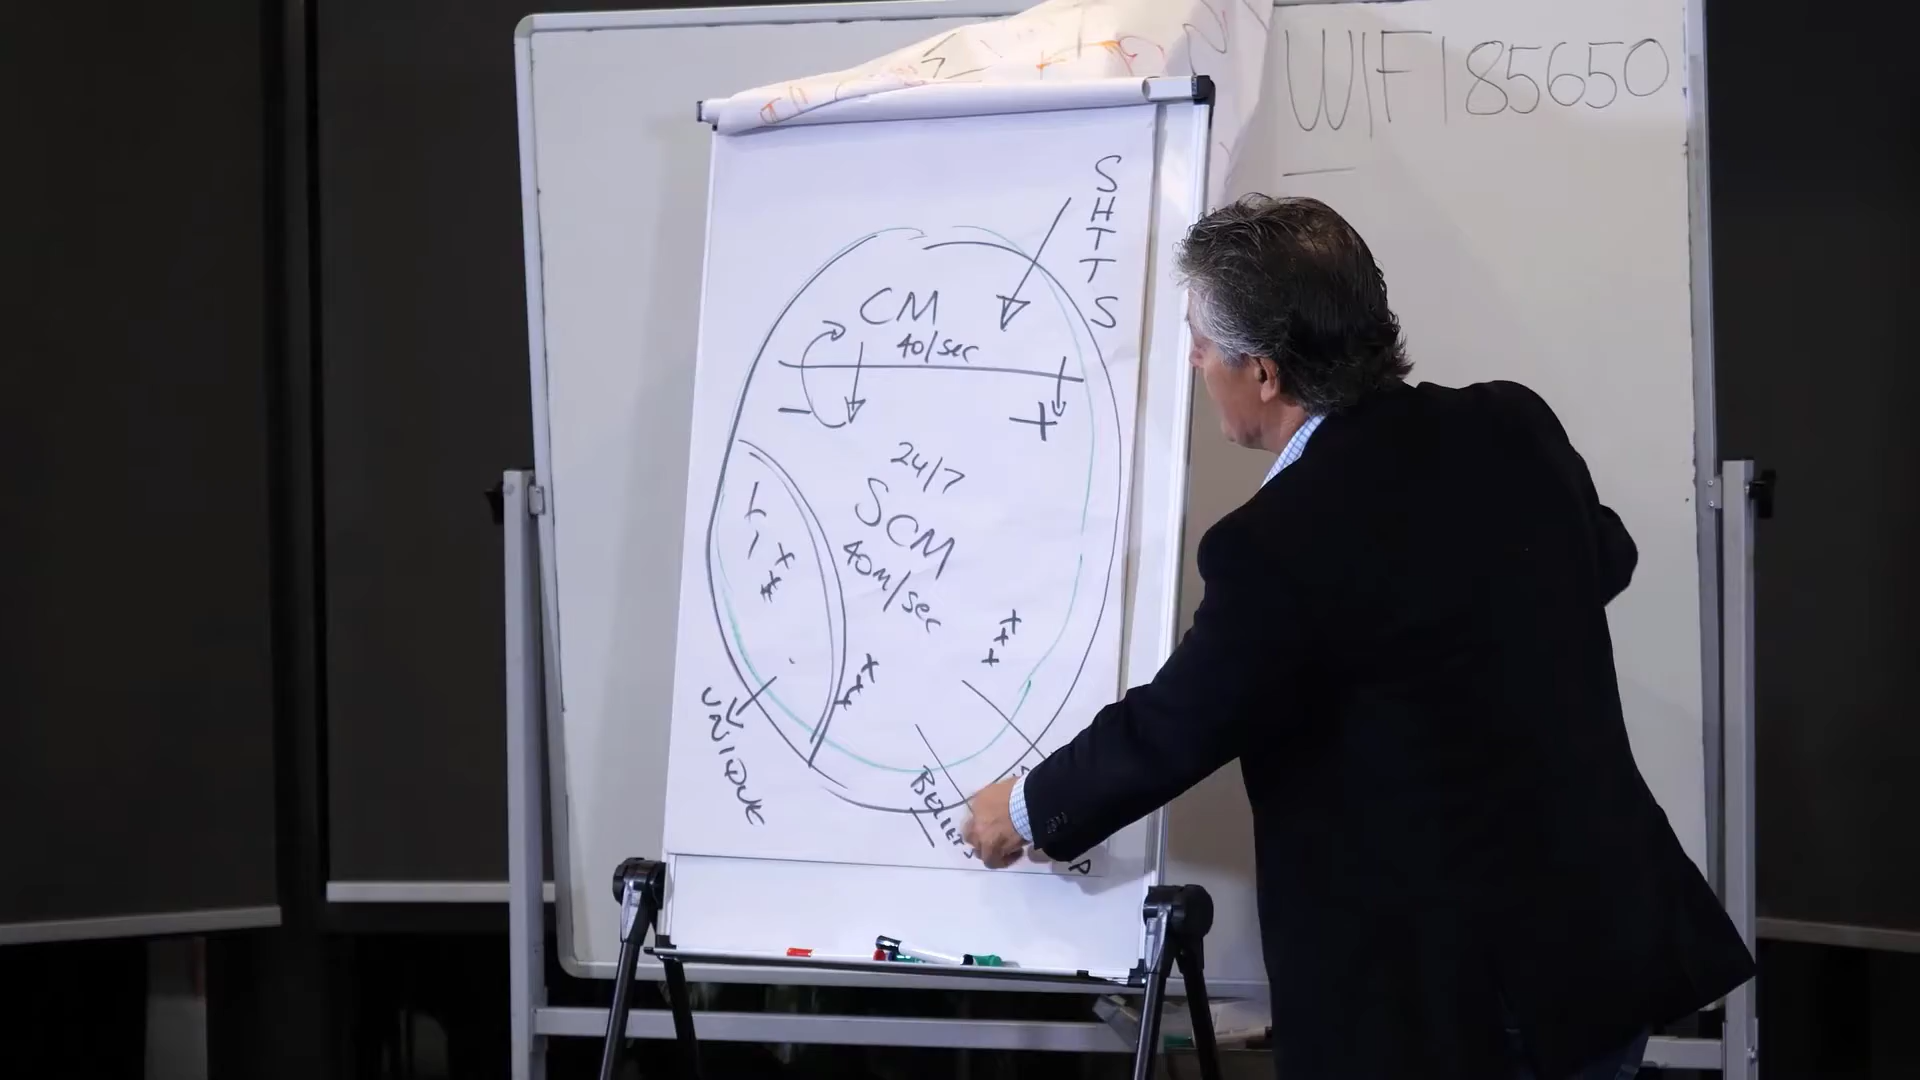 WIFI 85650
SHTTS
CM
40/sec
−
+
24/7
SCM
40M/sec
UNIQUE
BELIEFS